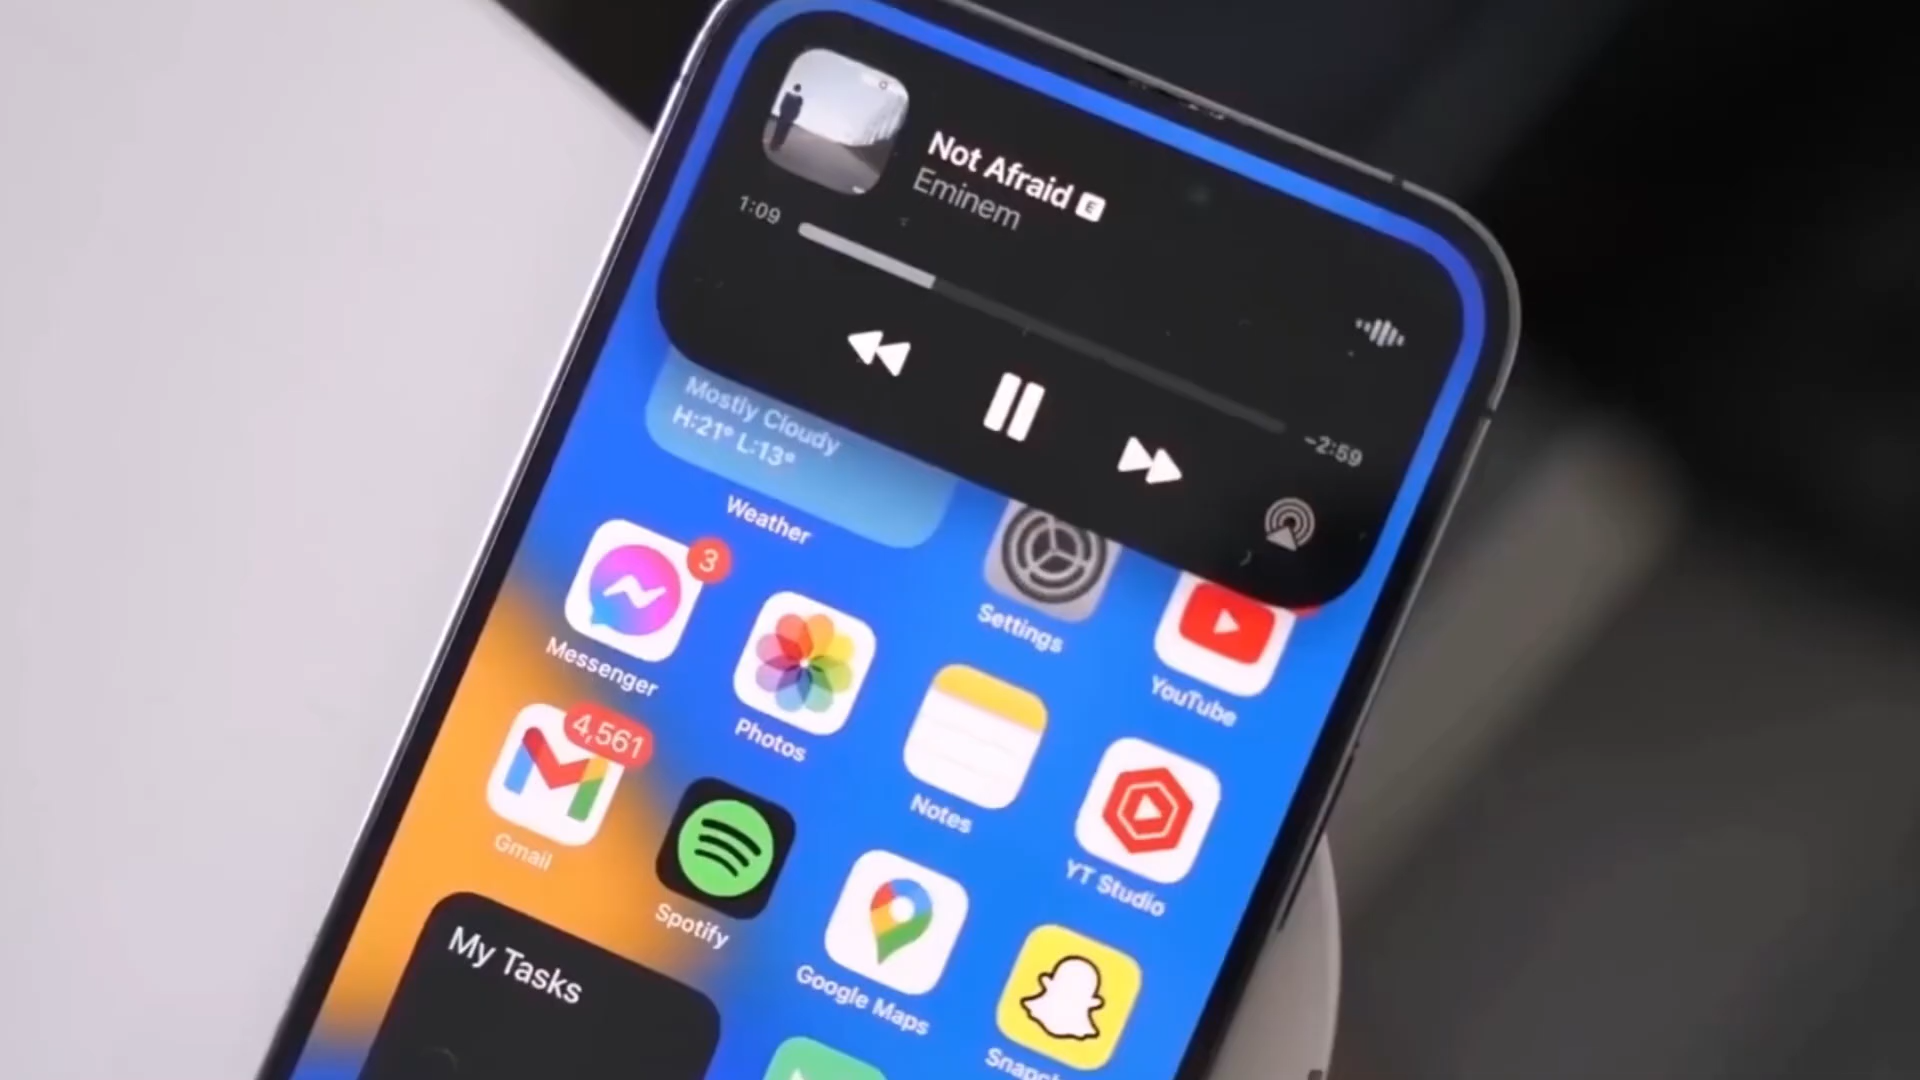 Not Afraid E
Eminem
1:09
-2:59
Mostly Cloudy
H:21° L:13°
Weather
Settings
YouTube
3
Messenger
Photos
Notes
YT Studio
4,561
Gmail
Spotify
Google Maps
Snapc
My Tasks